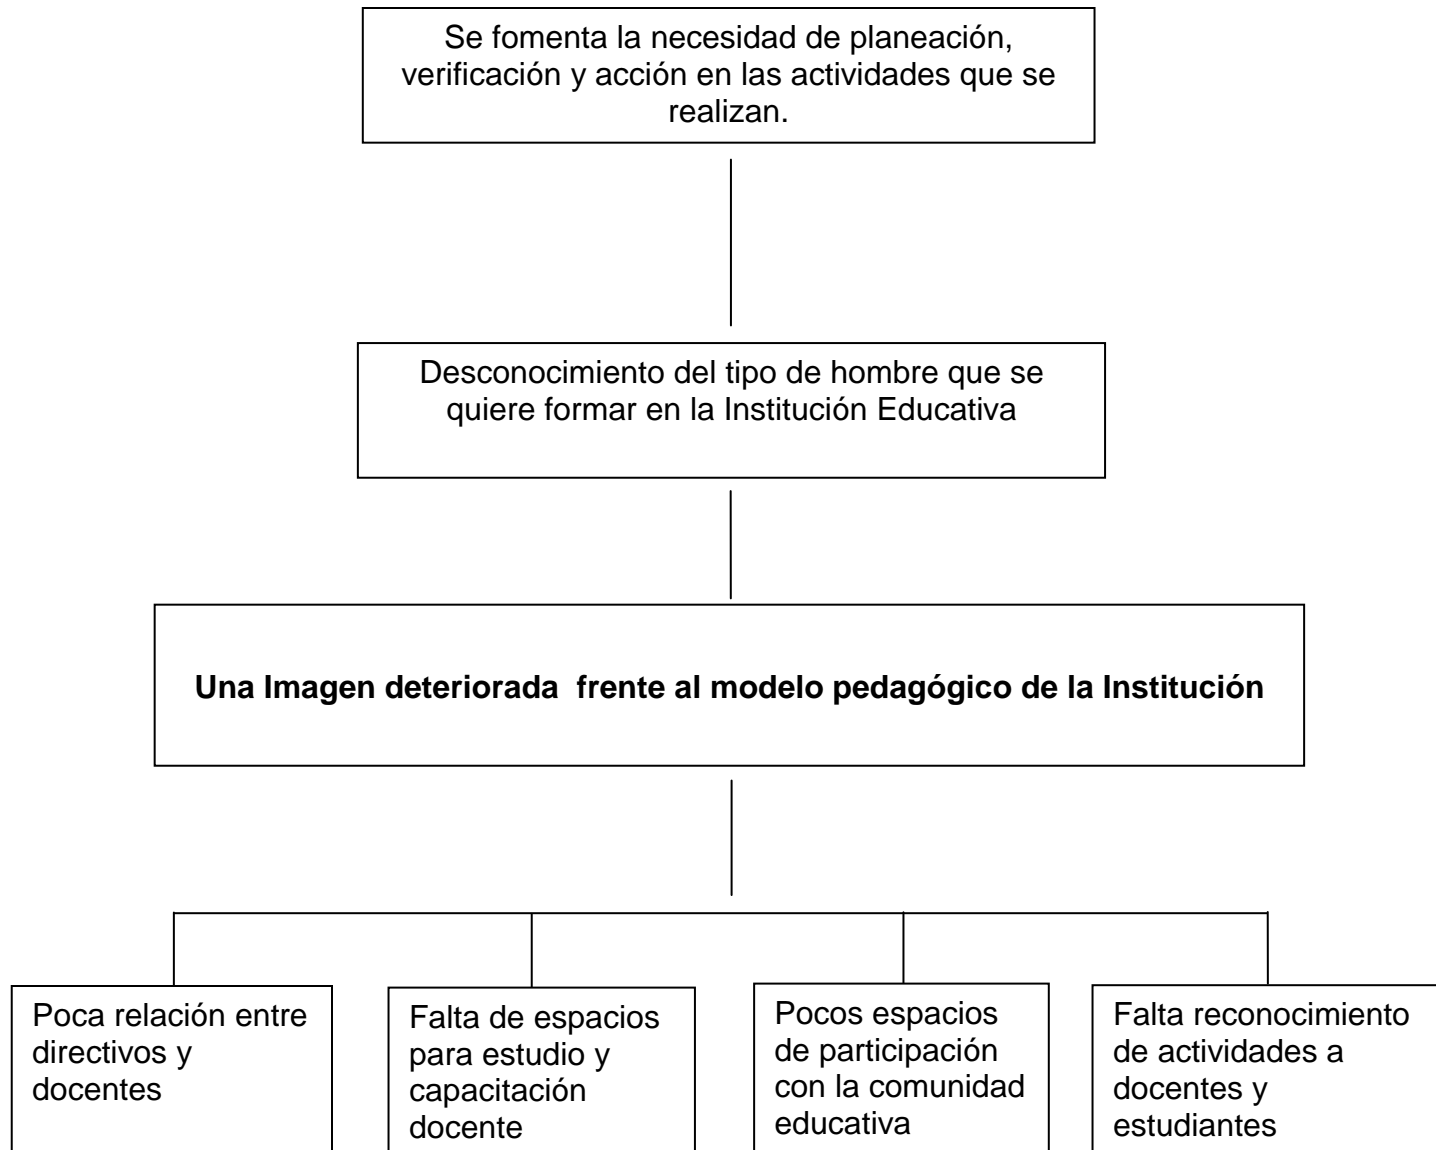 Se fomenta la necesidad de planeación,
verificación y acción en las actividades que se
realizan.
Desconocimiento del tipo de hombre que se
quiere formar en la Institución Educativa
Una Imagen deteriorada  frente al modelo pedagógico de la Institución
Poca relación entre
directivos y
docentes
Falta de espacios
para estudio y
capacitación
docente
Pocos espacios
de participación
con la comunidad
educativa
Falta reconocimiento
de actividades a
docentes y
estudiantes